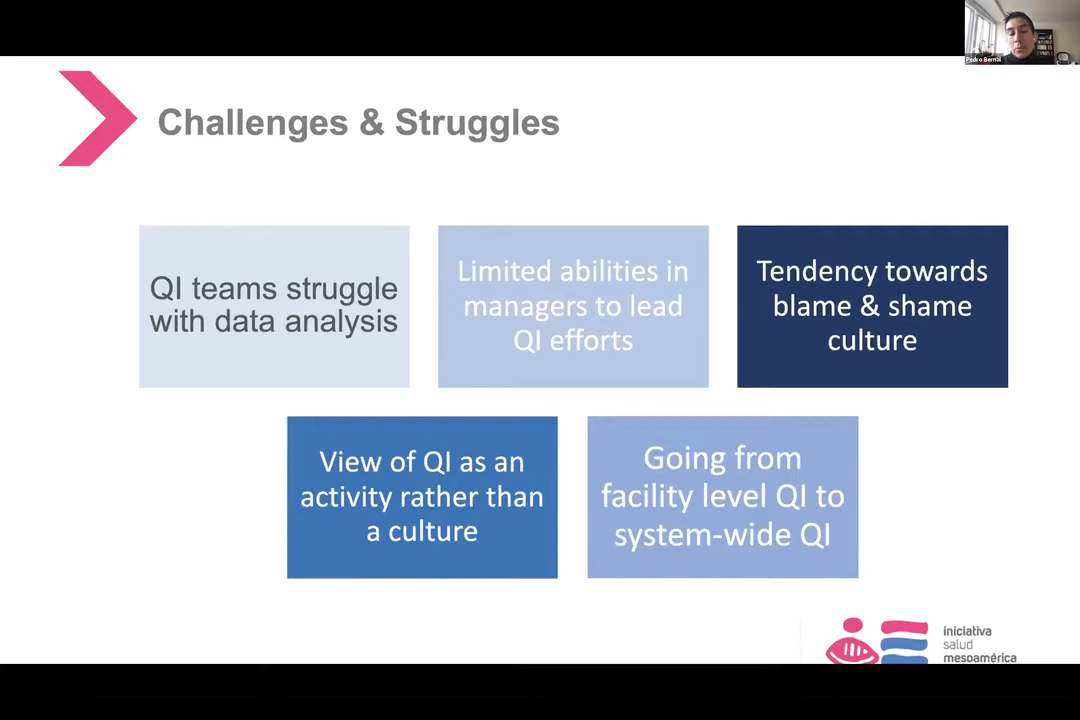 Pedro Bernal
Challenges & Struggles
QI teams struggle
with data analysis
Limited abilities in
managers to lead
QI efforts
Tendency towards
blame & shame
culture
View of QI as an
activity rather than
a culture
Going from
facility level QI to
system-wide QI
iniciativa
salud
mesoamérica